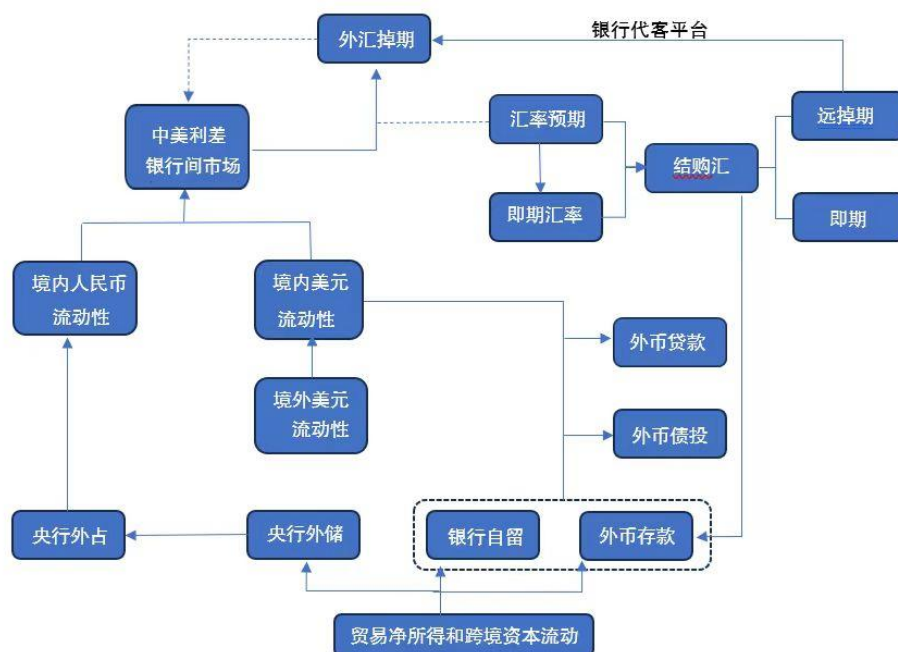 银行代客平台
外汇掉期
中美利差
银行间市场
汇率预期
远掉期
结购汇
即期汇率
即期
境内人民币
流动性
境内美元
流动性
外币贷款
境外美元
流动性
外币债投
央行外占
央行外储
银行自留
外币存款
贸易净所得和跨境资本流动